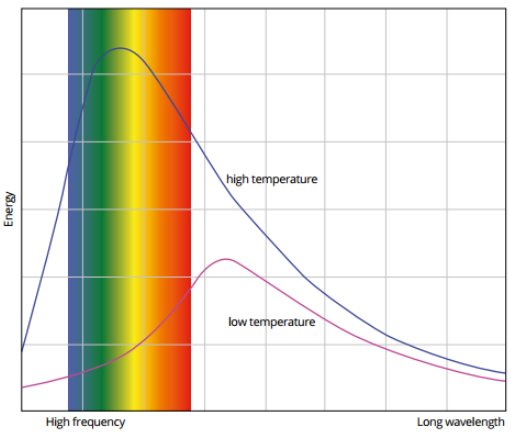 Energy
high temperature
low temperature
High frequency
Long wavelength